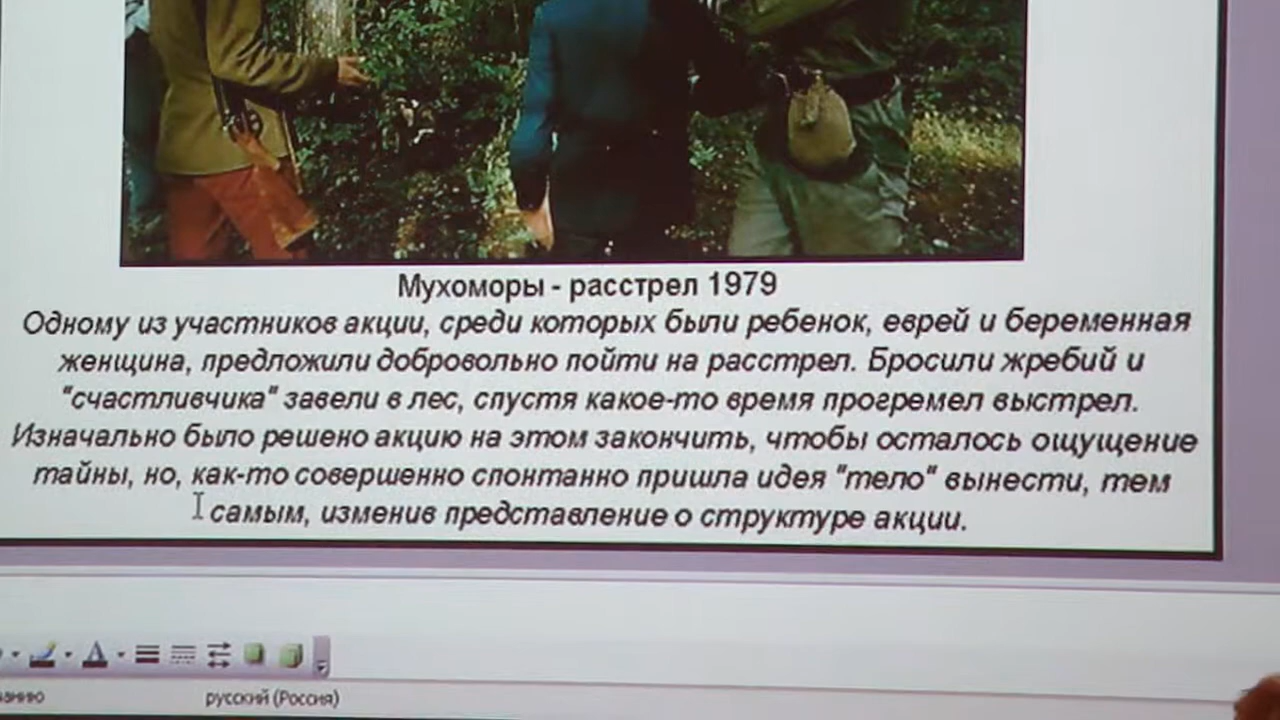 Мухоморы - расстрел 1979
Одному из участников акции, среди которых были ребенок, еврей и беременная
женщина, предложили добровольно пойти на расстрел. Бросили жребий и
"счастливчика" завели в лес, спустя какое-то время прогремел выстрел.
Изначально было решено акцию на этом закончить, чтобы осталось ощущение
тайны, но, как-то совершенно спонтанно пришла идея "тело" вынести, тем
самым, изменив представление о структуре акции.
русский (Россия)